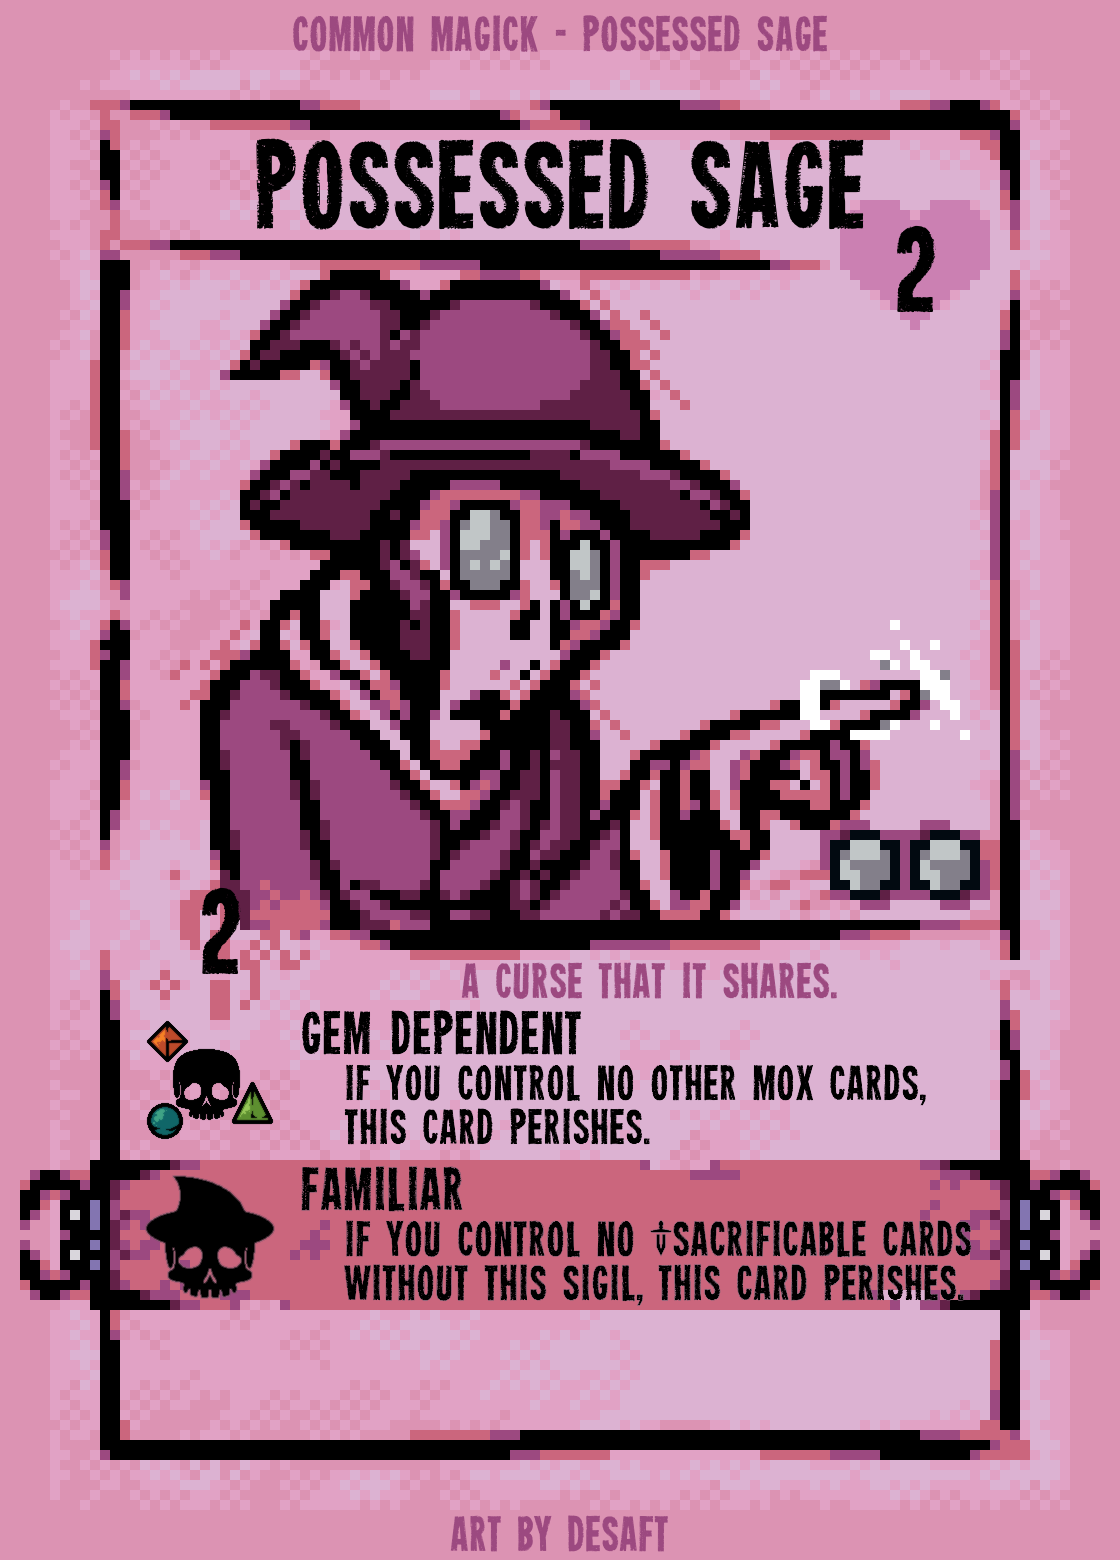 COMMON MAGICK - POSSESSED SAGE
POSSESSED SAGE
2
2
A CURSE THAT IT SHARES.
GEM DEPENDENT
IF YOU CONTROL NO OTHER MOX CARDS,
THIS CARD PERISHES.
FAMILIAR
IF YOU CONTROL NO SACRIFICABLE CARDS
WITHOUT THIS SIGIL, THIS CARD PERISHES.
ART BY DESAFT